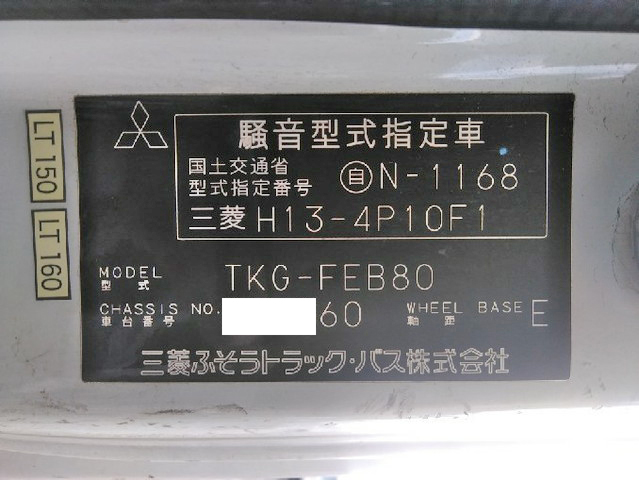 騒音型式指定車
国土交通省
型式指定番号 自N-1168
三菱 H13-4P10F1
MODEL
型式 TKG-FEB80
CHASSIS NO.
車台番号 60 WHEEL BASE
軸距 E
三菱ふそうトラック・バス株式会社
LT 150
LT 160